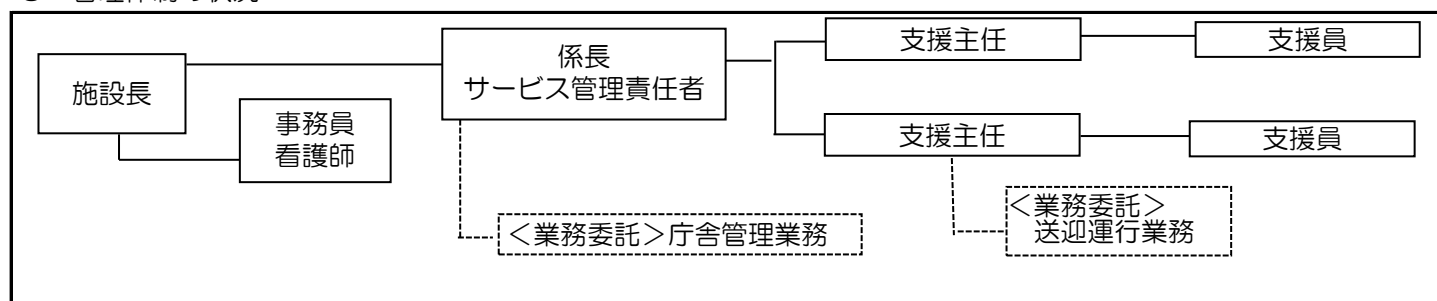 施設長
事務員
看護師
係長
サービス管理責任者
＜業務委託＞庁舎管理業務
支援主任
支援員
支援主任
支援員
＜業務委託＞
送迎運行業務